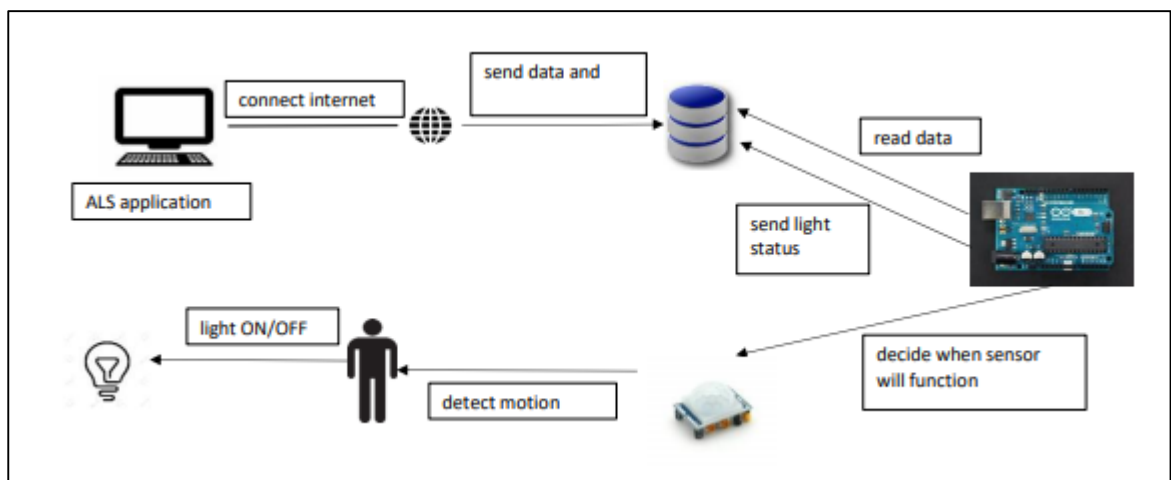 connect internet
send data and
read data
ALS application
send light
status
light ON/OFF
decide when sensor
will function
detect motion